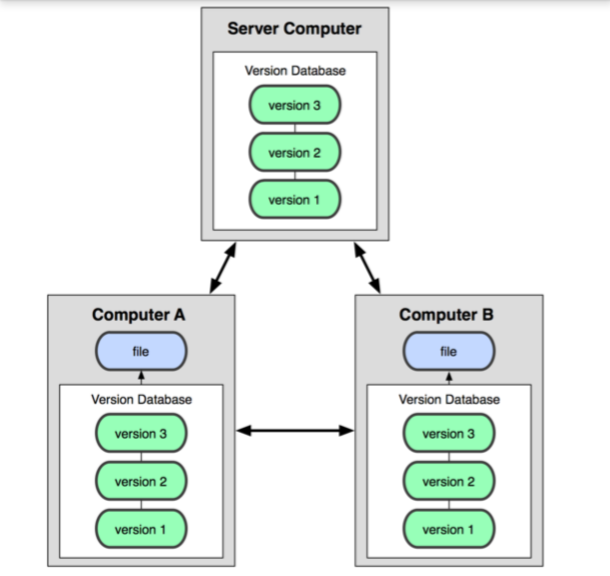 Server Computer
Version Database
version 3
version 2
version 1
Computer A
file
Version Database
version 3
version 2
version 1
Computer B
file
Version Database
version 3
version 2
version 1